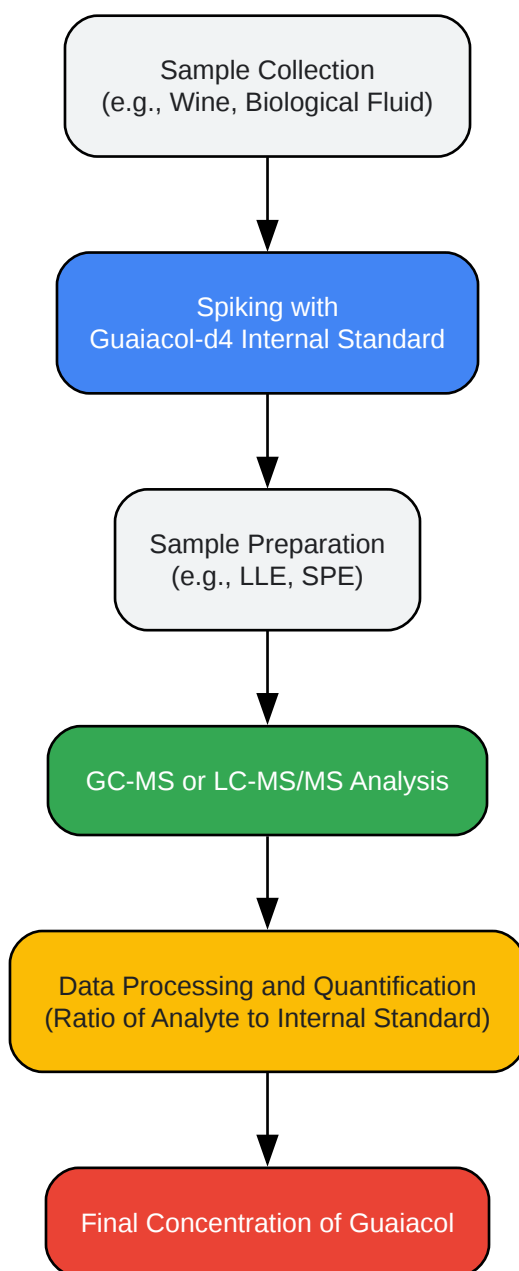 Sample Collection
(e.g., Wine, Biological Fluid)
Spiking with
Guaiacol-d4 Internal Standard
Sample Preparation
(e.g., LLE, SPE)
GC-MS or LC-MS/MS Analysis
Data Processing and Quantification
(Ratio of Analyte to Internal Standard)
Final Concentration of Guaiacol